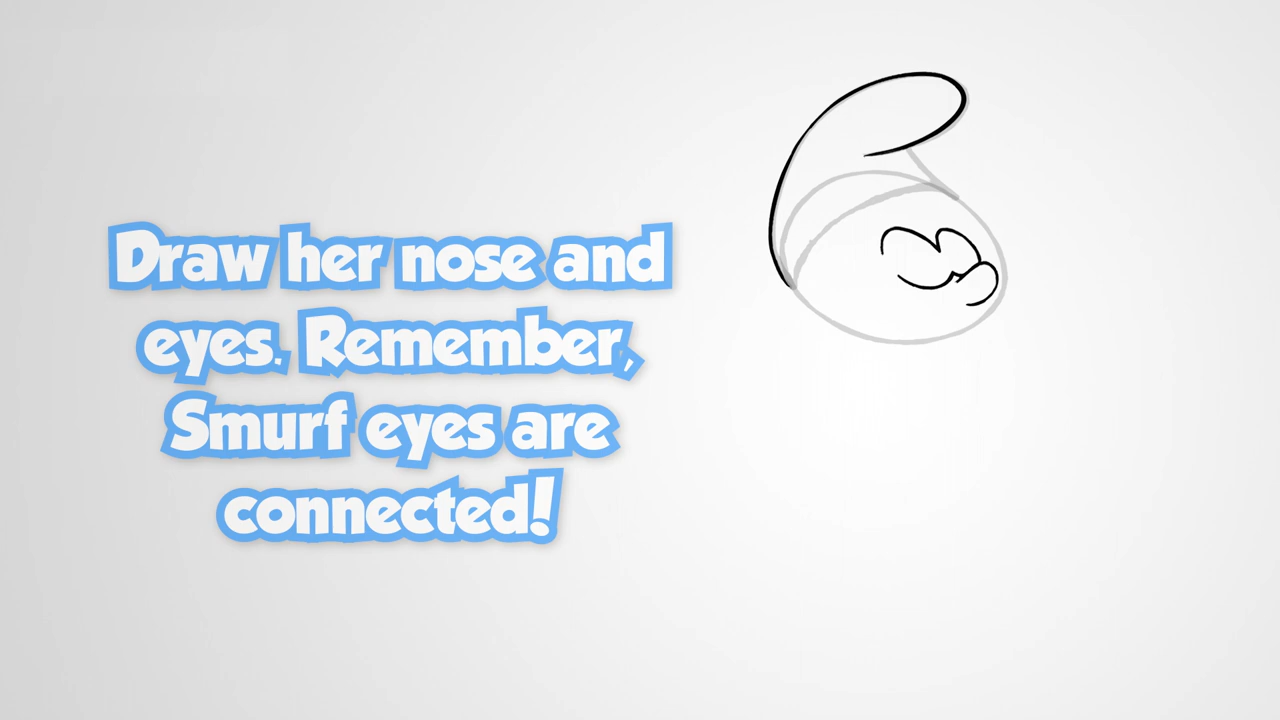 Draw her nose and
eyes. Remember,
Smurf eyes are
connected!